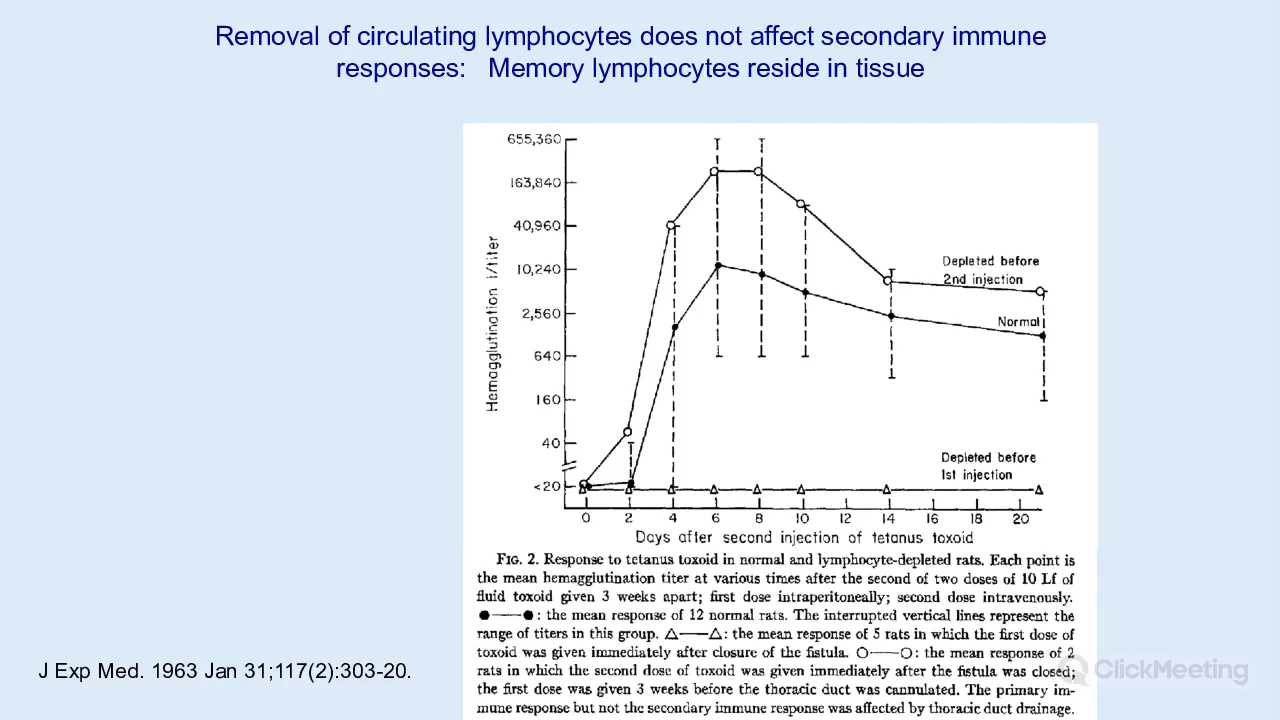 Removal of circulating lymphocytes does not affect secondary immune
responses: Memory lymphocytes reside in tissue
655,360
163,840
40,960
10,240
2,560
640
160
40
<20
Hemagglutination 1/titer
Depleted before
2nd injection
Normal
Depleted before
1st injection
0 2 4 6 8 10 12 14 16 18 20
Days after second injection of tetanus toxoid
FIG. 2. Response to tetanus toxoid in normal and lymphocyte-depleted rats. Each point is
the mean hemagglutination titer at various times after the second of two doses of 10 Lf of
fluid toxoid given 3 weeks apart; first dose intraperitoneally; second dose intravenously.
●——●: the mean response of 12 normal rats. The interrupted vertical lines represent the
range of titers in this group. △——△: the mean response of 5 rats in which the first dose of
toxoid was given immediately after closure of the fistula. ○——○: the mean response of 2
rats in which the second dose of toxoid was given immediately after the fistula was closed;
the first dose was given 3 weeks before the thoracic duct was cannulated. The primary im-
mune response but not the secondary immune response was affected by thoracic duct drainage.
J Exp Med. 1963 Jan 31;117(2):303-20.
ClickMeeting